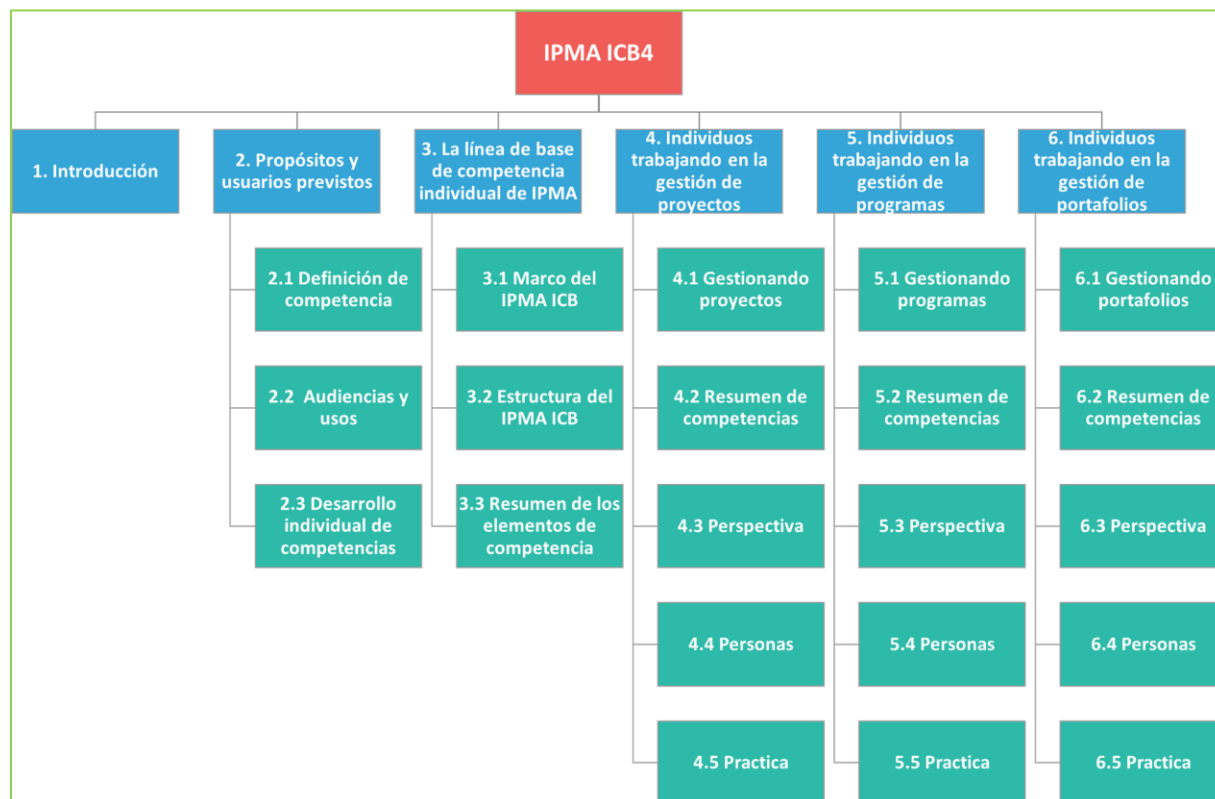 IPMA ICB4
1. Introducción
2. Propósitos y
usuarios previstos
2.1 Definición de
competencia
2.2 Audiencias y
usos
2.3 Desarrollo
individual de
competencias
3. La línea de base
de competencia
individual de IPMA
3.1 Marco del
IPMA ICB
3.2 Estructura del
IPMA ICB
3.3 Resumen de los
elementos de
competencia
4. Individuos
trabajando en la
gestión de
proyectos
4.1 Gestionando
proyectos
4.2 Resumen de
competencias
4.3 Perspectiva
4.4 Personas
4.5 Practica
5. Individuos
trabajando en la
gestión de
programas
5.1 Gestionando
programas
5.2 Resumen de
competencias
5.3 Perspectiva
5.4 Personas
5.5 Practica
6. Individuos
trabajando en la
gestión de
portafolios
6.1 Gestionando
portafolios
6.2 Resumen de
competencias
6.3 Perspectiva
6.4 Personas
6.5 Practica